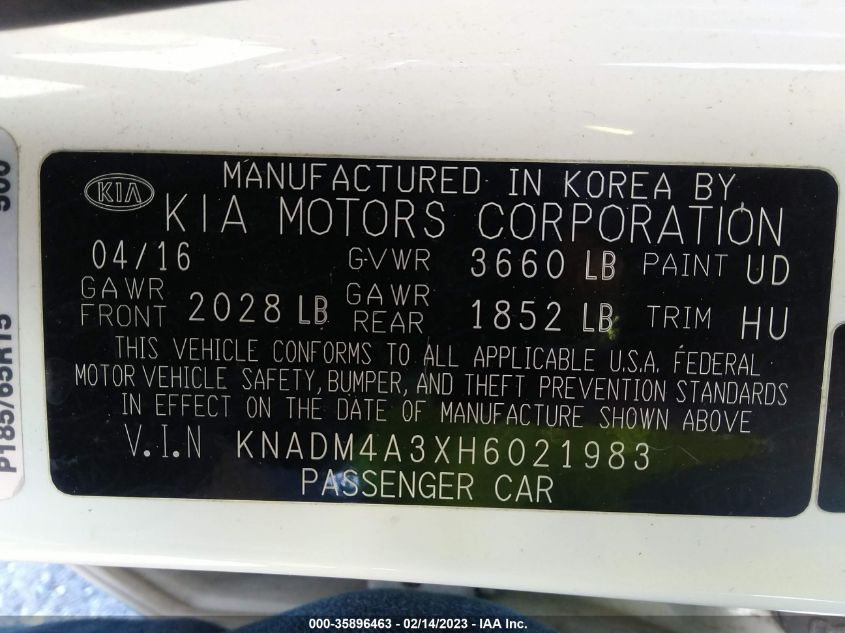 KIA
MANUFACTURED IN KOREA BY
KIA MOTORS CORPORATION
04/16 GVWR 3660 LB PAINT UD
GAWR FRONT 2028 LB GAWR REAR 1852 LB TRIM HU
THIS VEHICLE CONFORMS TO ALL APPLICABLE U.S.A. FEDERAL
MOTOR VEHICLE SAFETY, BUMPER, AND THEFT PREVENTION STANDARDS
IN EFFECT ON THE DATE OF MANUFACTURE SHOWN ABOVE
V.I.N KNADM4A3XH6021983
PASSENGER CAR
P185/65R15
000-35896463 - 02/14/2023 - IAA Inc.